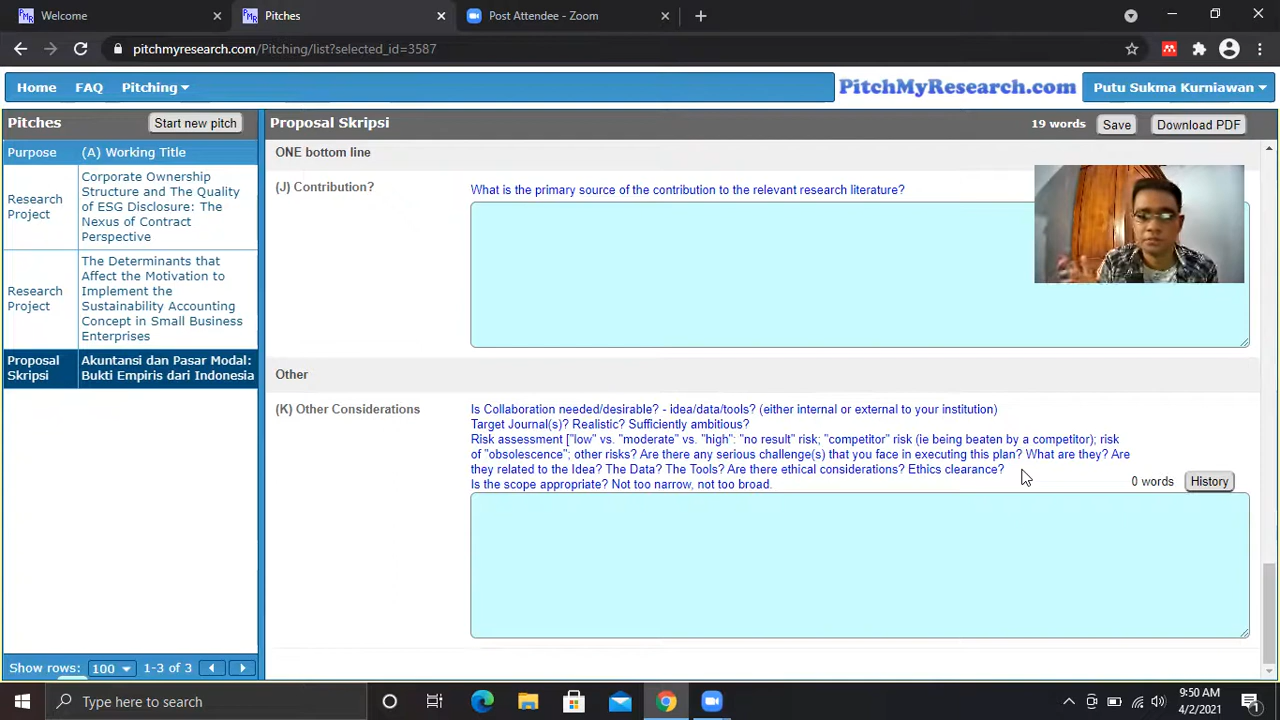 Welcome
Pitches
Post Attendee - Zoom
pitchmyresearch.com/Pitching/list?selected_id=3587
Home FAQ Pitching
PitchMyResearch.com
Putu Sukma Kurniawan
Pitches
Start new pitch
Proposal Skripsi
19 words
Save
Download PDF
Purpose
(A) Working Title
Research
Project
Corporate Ownership
Structure and The Quality
of ESG Disclosure: The
Nexus of Contract
Perspective
Research
Project
The Determinants that
Affect the Motivation to
Implement the
Sustainability Accounting
Concept in Small Business
Enterprises
Proposal
Skripsi
Akuntansi dan Pasar Modal:
Bukti Empiris dari Indonesia
Show rows: 100 1-3 of 3
ONE bottom line
(J) Contribution?
What is the primary source of the contribution to the relevant research literature?
Other
(K) Other Considerations
Is Collaboration needed/desirable? - idea/data/tools? (either internal or external to your institution)
Target Journal(s)? Realistic? Sufficiently ambitious?
Risk assessment ["low" vs. "moderate" vs. "high": "no result" risk; "competitor" risk (ie being beaten by a competitor); risk
of "obsolescence"; other risks? Are there any serious challenge(s) that you face in executing this plan? What are they? Are
they related to the Idea? The Data? The Tools? Are there ethical considerations? Ethics clearance?
Is the scope appropriate? Not too narrow, not too broad.
0 words
History
Type here to search
9:50 AM
4/2/2021
1